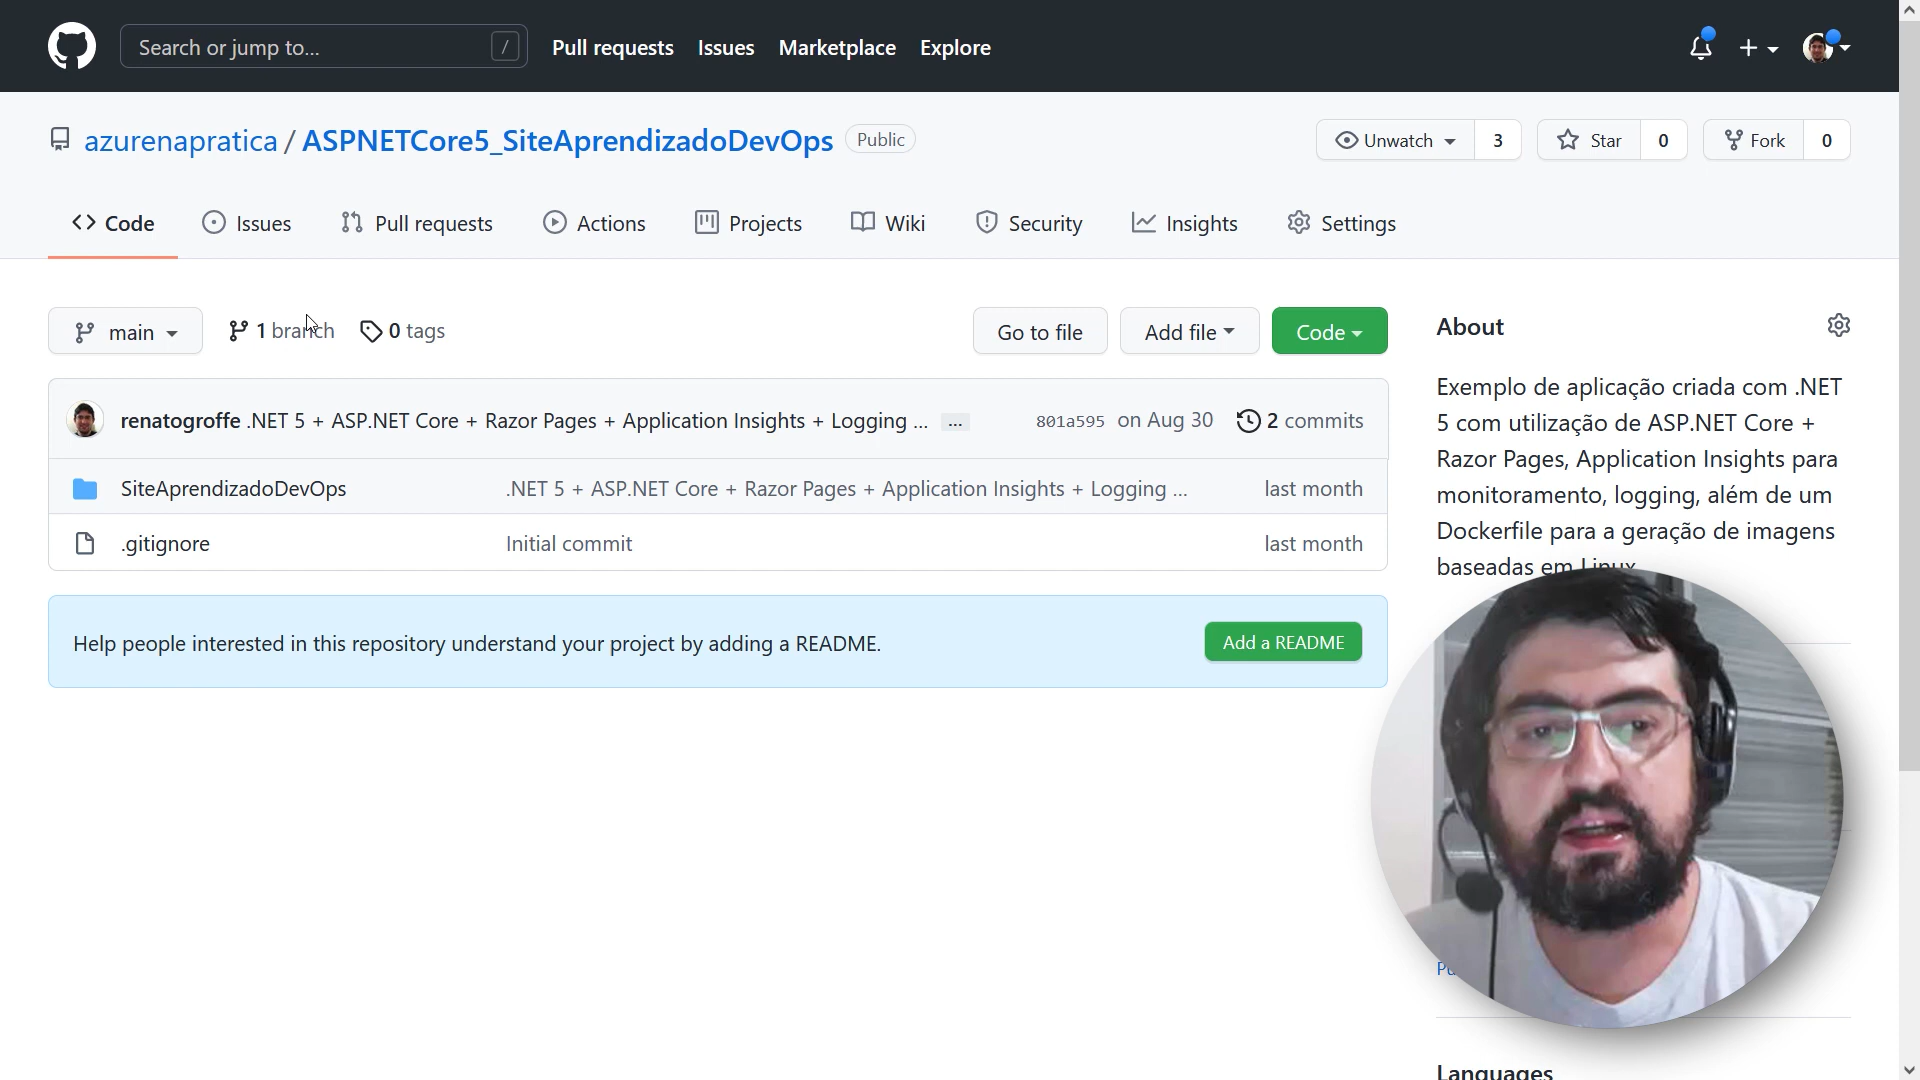 Search or jump to...
/
Pull requests
Issues
Marketplace
Explore
azurenapratica / ASPNETCore5_SiteAprendizadoDevOps
Public
Unwatch
3
Star
0
Fork
0
Code
Issues
Pull requests
Actions
Projects
Wiki
Security
Insights
Settings
main
1 branch
0 tags
Go to file
Add file
Code
renatogroffe .NET 5 + ASP.NET Core + Razor Pages + Application Insights + Logging ...
...
801a595 on Aug 30
2 commits
SiteAprendizadoDevOps
.NET 5 + ASP.NET Core + Razor Pages + Application Insights + Logging ...
last month
.gitignore
Initial commit
last month
Help people interested in this repository understand your project by adding a README.
Add a README
About
Exemplo de aplicação criada com .NET
5 com utilização de ASP.NET Core +
Razor Pages, Application Insights para
monitoramento, logging, além de um
Dockerfile para a geração de imagens
baseadas em Linux
Languages